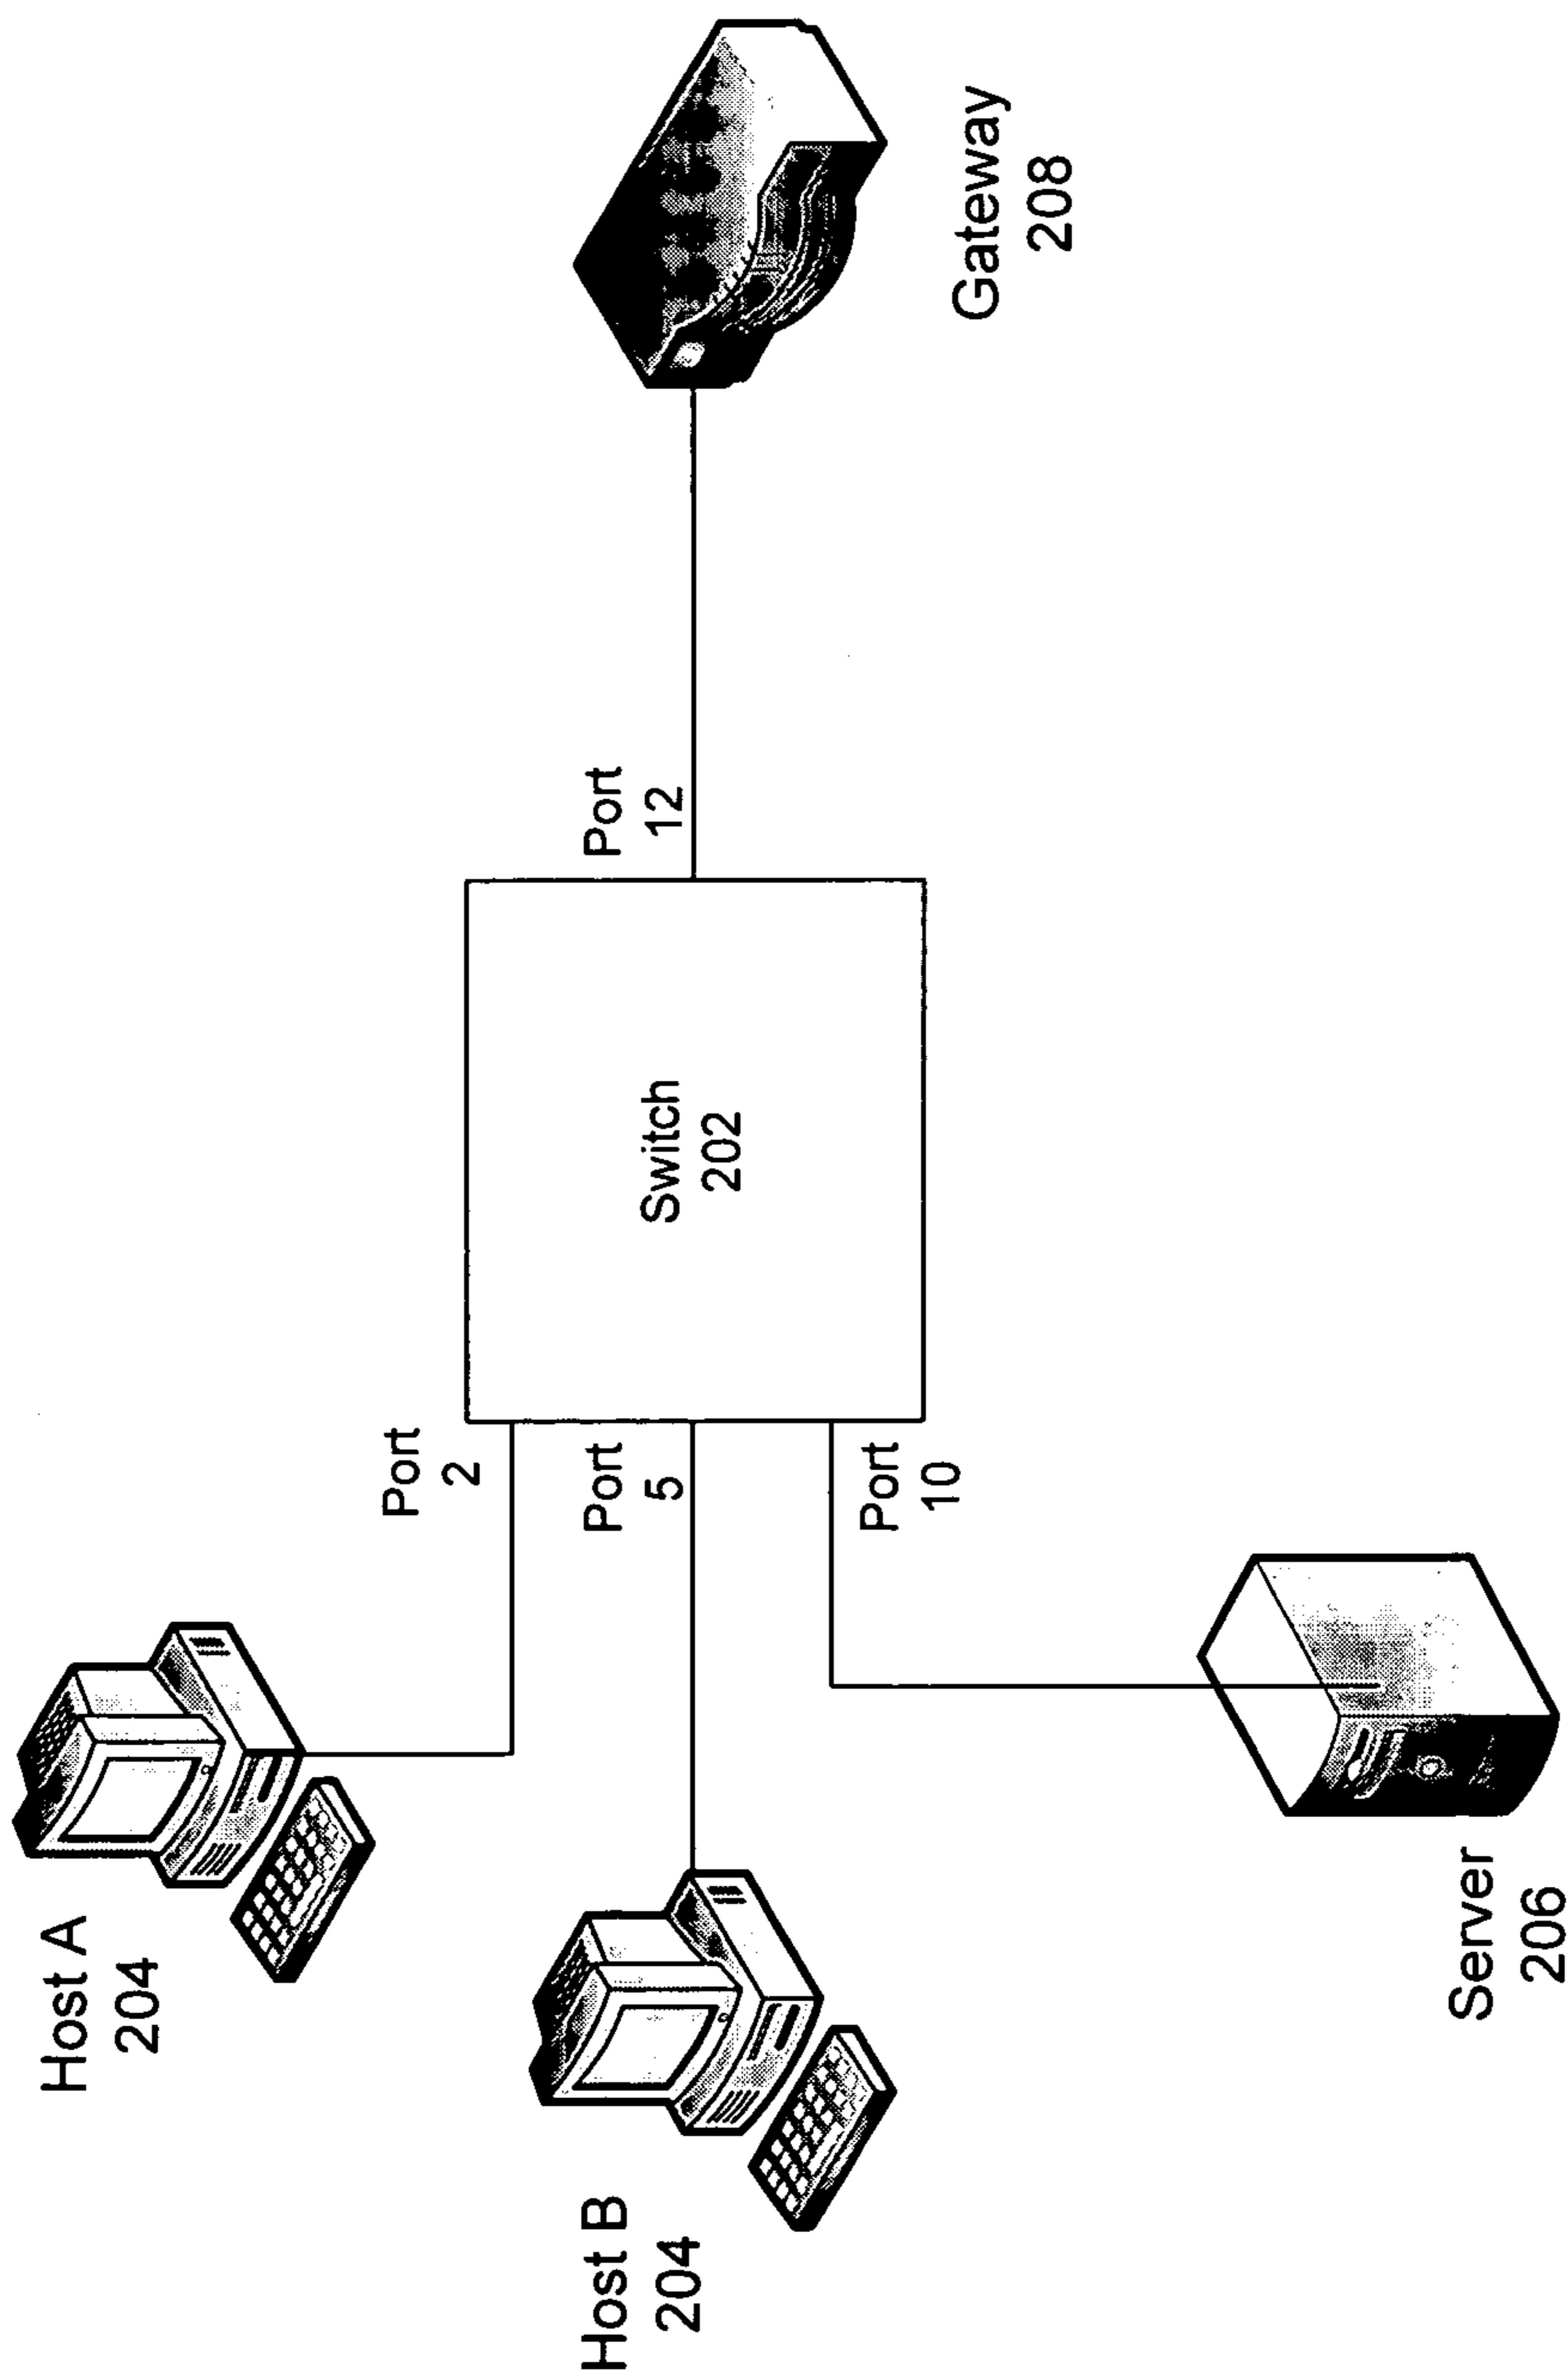 Host A
204
Port
2
Host B
204
Port
5
Switch
202
Port
12
Gateway
208
Port
10
Server
206